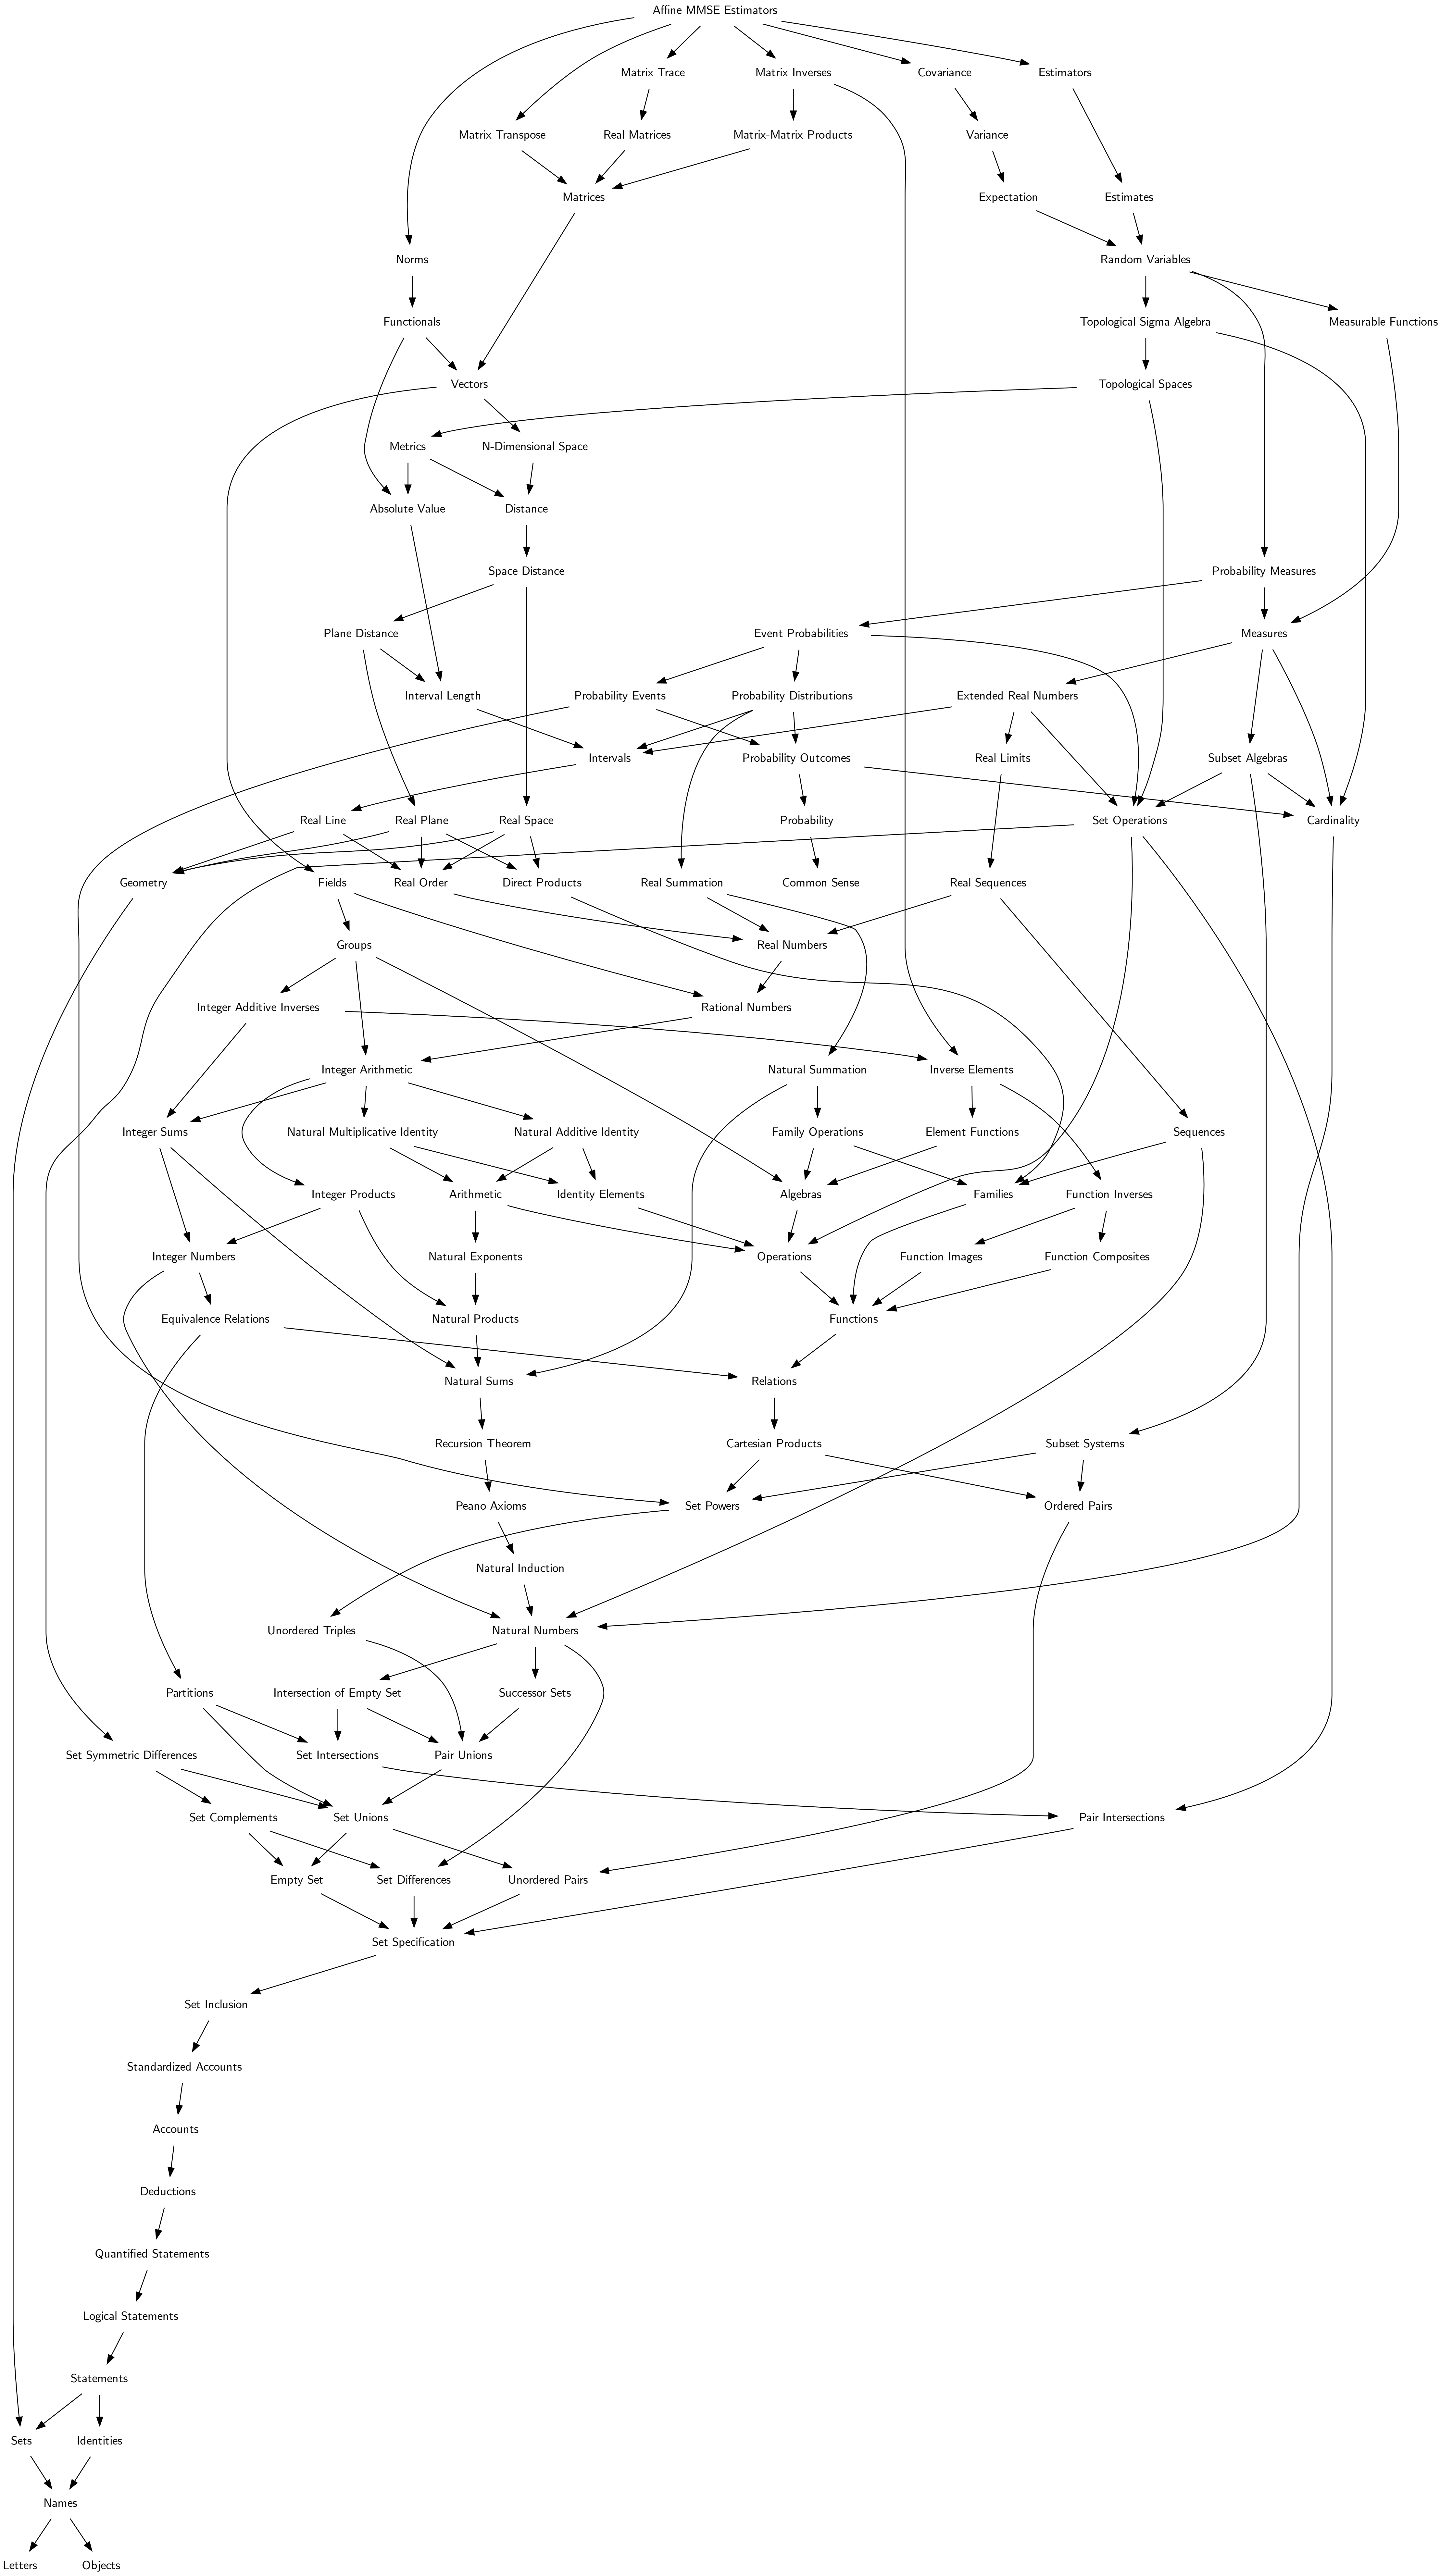 Affine MMSE Estimators
Matrix Trace
Matrix Inverses
Covariance
Estimators
Matrix Transpose
Real Matrices
Matrix-Matrix Products
Variance
Matrices
Expectation
Estimates
Norms
Random Variables
Functionals
Topological Sigma Algebra
Measurable Functions
Vectors
Topological Spaces
Metrics
N-Dimensional Space
Absolute Value
Distance
Space Distance
Probability Measures
Plane Distance
Event Probabilities
Measures
Interval Length
Probability Events
Probability Distributions
Extended Real Numbers
Intervals
Probability Outcomes
Real Limits
Subset Algebras
Real Line
Real Plane
Real Space
Probability
Set Operations
Cardinality
Geometry
Fields
Real Order
Direct Products
Real Summation
Common Sense
Real Sequences
Groups
Real Numbers
Integer Additive Inverses
Rational Numbers
Integer Arithmetic
Natural Summation
Inverse Elements
Integer Sums
Natural Multiplicative Identity
Natural Additive Identity
Family Operations
Element Functions
Sequences
Integer Products
Arithmetic
Identity Elements
Algebras
Families
Function Inverses
Integer Numbers
Natural Exponents
Operations
Function Images
Function Composites
Equivalence Relations
Natural Products
Functions
Natural Sums
Relations
Recursion Theorem
Cartesian Products
Subset Systems
Peano Axioms
Set Powers
Ordered Pairs
Natural Induction
Unordered Triples
Natural Numbers
Partitions
Intersection of Empty Set
Successor Sets
Set Symmetric Differences
Set Intersections
Pair Unions
Set Complements
Set Unions
Pair Intersections
Empty Set
Set Differences
Unordered Pairs
Set Specification
Set Inclusion
Standardized Accounts
Accounts
Deductions
Quantified Statements
Logical Statements
Statements
Sets
Identities
Names
Letters
Objects